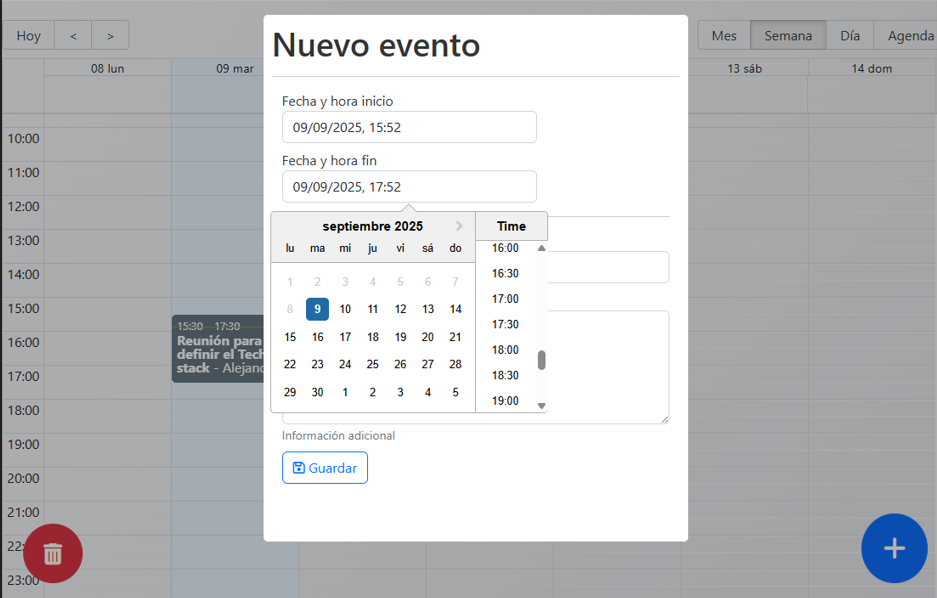 Hoy < > Mes Semana Día Agenda
08 lun 09 mar 13 sáb 14 dom
10:00
11:00
12:00
13:00
14:00
15:00
16:00
17:00
18:00
19:00
20:00
21:00
22:
23:00
15:30 - 17:30
Reunión para
definir el Tech
stack - Alejand
Nuevo evento
Fecha y hora inicio
09/09/2025, 15:52
Fecha y hora fin
09/09/2025, 17:52
septiembre 2025
lu ma mi ju vi sá do
1 2 3 4 5 6 7
8 9 10 11 12 13 14
15 16 17 18 19 20 21
22 23 24 25 26 27 28
29 30 1 2 3 4 5
Time
16:00
16:30
17:00
17:30
18:00
18:30
19:00
Información adicional
Guardar